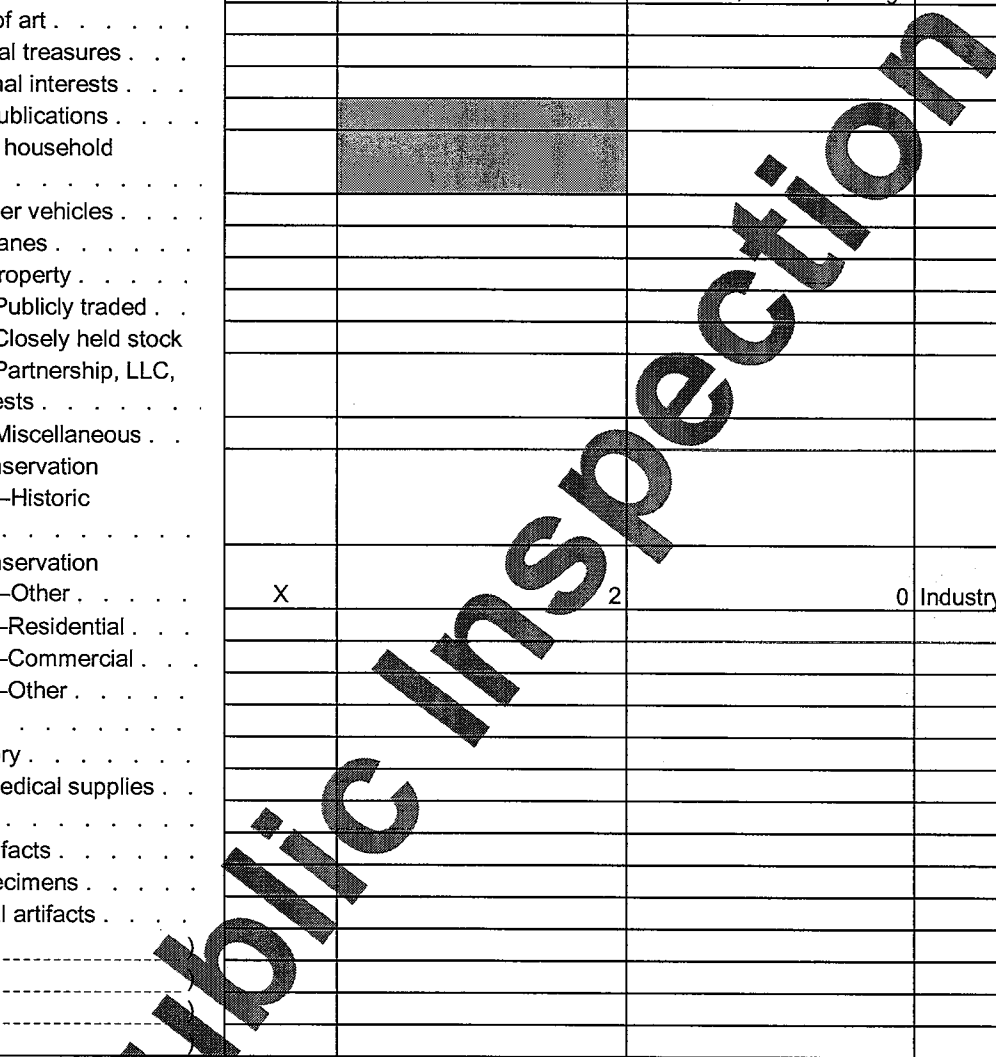 of art . . . . . .
al treasures . . .
nal interests . . .
ublications . . . .
household
. . . . . . . .
er vehicles . . . .
anes . . . . . .
roperty . . . . .
Publicly traded . .
Closely held stock
Partnership, LLC,
ests . . . . . . .
Miscellaneous . .
servation
–Historic
. . . . . . . .
servation
–Other . . . . . X 2 0 Industry
–Residential . . .
–Commercial . . .
–Other . . . . .
. . . . . . . .
ry . . . . . . .
edical supplies . .
. . . . . . . . .
facts . . . . . .
ecimens . . . . .
l artifacts . . . .
ublic Inspection